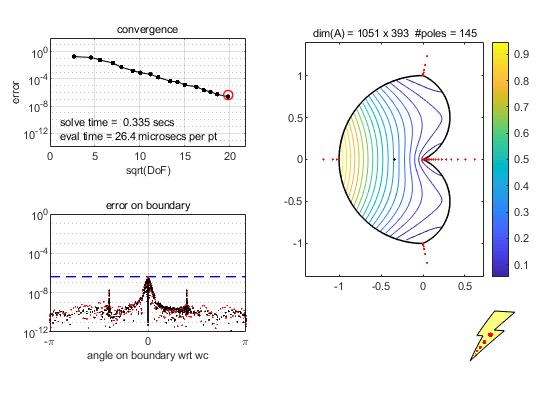 convergence
error
10^0
10^-4
10^-8
10^-12
solve time = 0.335 secs
eval time = 26.4 microsecs per pt
0 5 10 15 20
sqrt(DoF)
error on boundary
10^0
10^-4
10^-8
10^-12
-π 0 π
angle on boundary wrt wc
dim(A) = 1051 x 393 #poles = 145
1
0.5
0
-0.5
-1
-1 -0.5 0 0.5
0.9
0.8
0.7
0.6
0.5
0.4
0.3
0.2
0.1